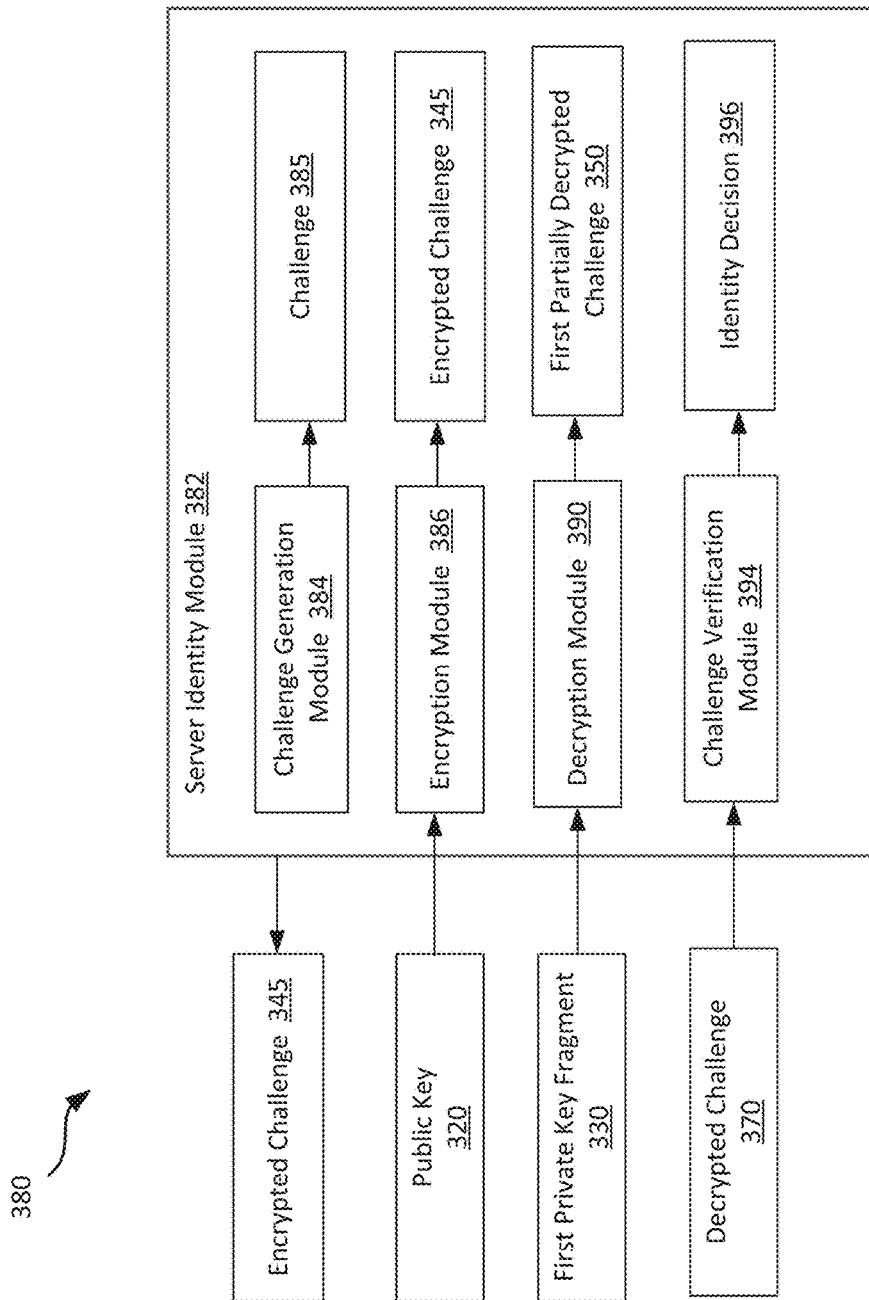 380
Server Identity Module 382
Encrypted Challenge 345
Challenge Generation
Module 384
Challenge 385
Public Key
320
Encryption Module 386
Encrypted Challenge 345
First Private Key Fragment
330
Decryption Module 390
First Partially Decrypted
Challenge 350
Decrypted Challenge
370
Challenge Verification
Module 394
Identity Decision 396